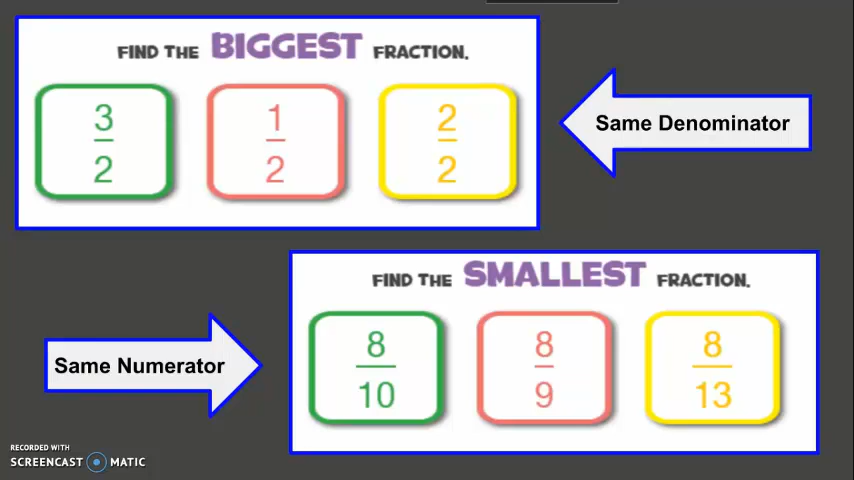 FIND THE BIGGEST FRACTION.
3/2 1/2 2/2
Same Denominator
FIND THE SMALLEST FRACTION.
Same Numerator
8/10 8/9 8/13
RECORDED WITH
SCREENCAST MATIC